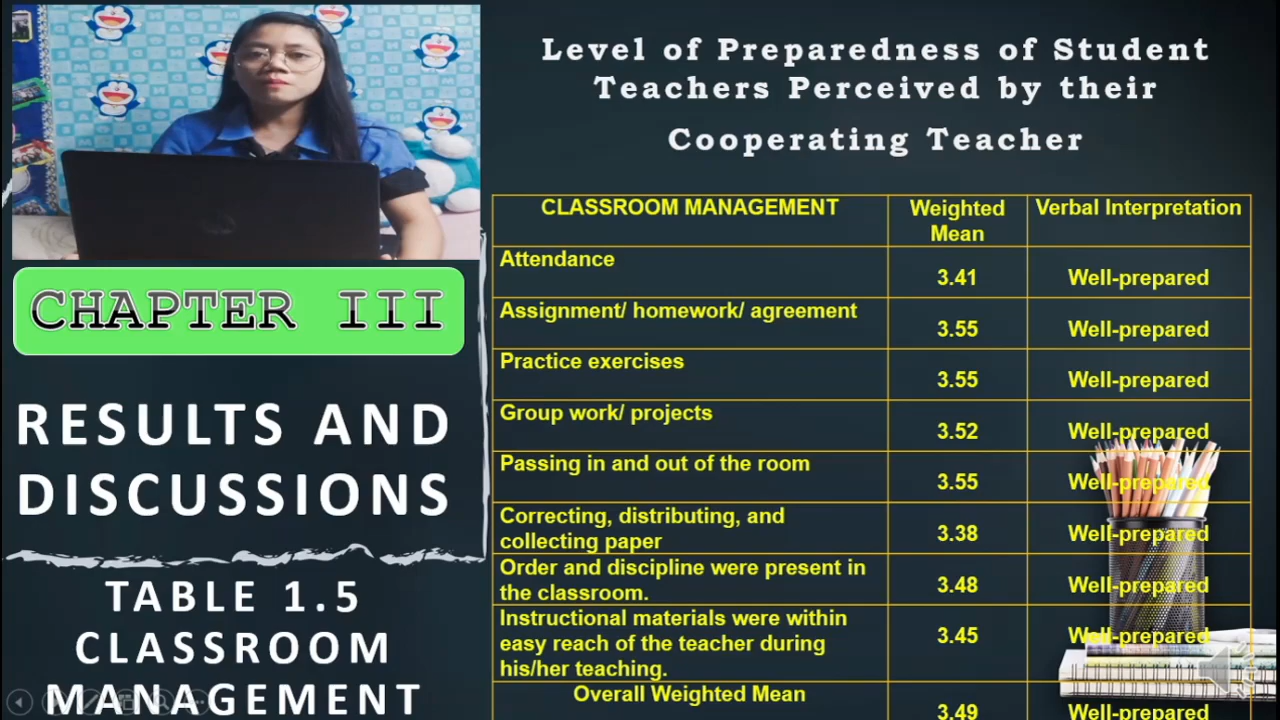 Level of Preparedness of Student
Teachers Perceived by their
Cooperating Teacher
CHAPTER III
RESULTS AND
DISCUSSIONS
TABLE 1.5
CLASSROOM
MANAGEMENT
CLASSROOM MANAGEMENT Weighted Mean Verbal Interpretation
Attendance 3.41 Well-prepared
Assignment/ homework/ agreement 3.55 Well-prepared
Practice exercises 3.55 Well-prepared
Group work/ projects 3.52 Well-prepared
Passing in and out of the room 3.55 Well-prepared
Correcting, distributing, and
collecting paper 3.38 Well-prepared
Order and discipline were present in
the classroom. 3.48 Well-prepared
Instructional materials were within
easy reach of the teacher during
his/her teaching. 3.45 Well-prepared
Overall Weighted Mean 3.49 Well-prepared